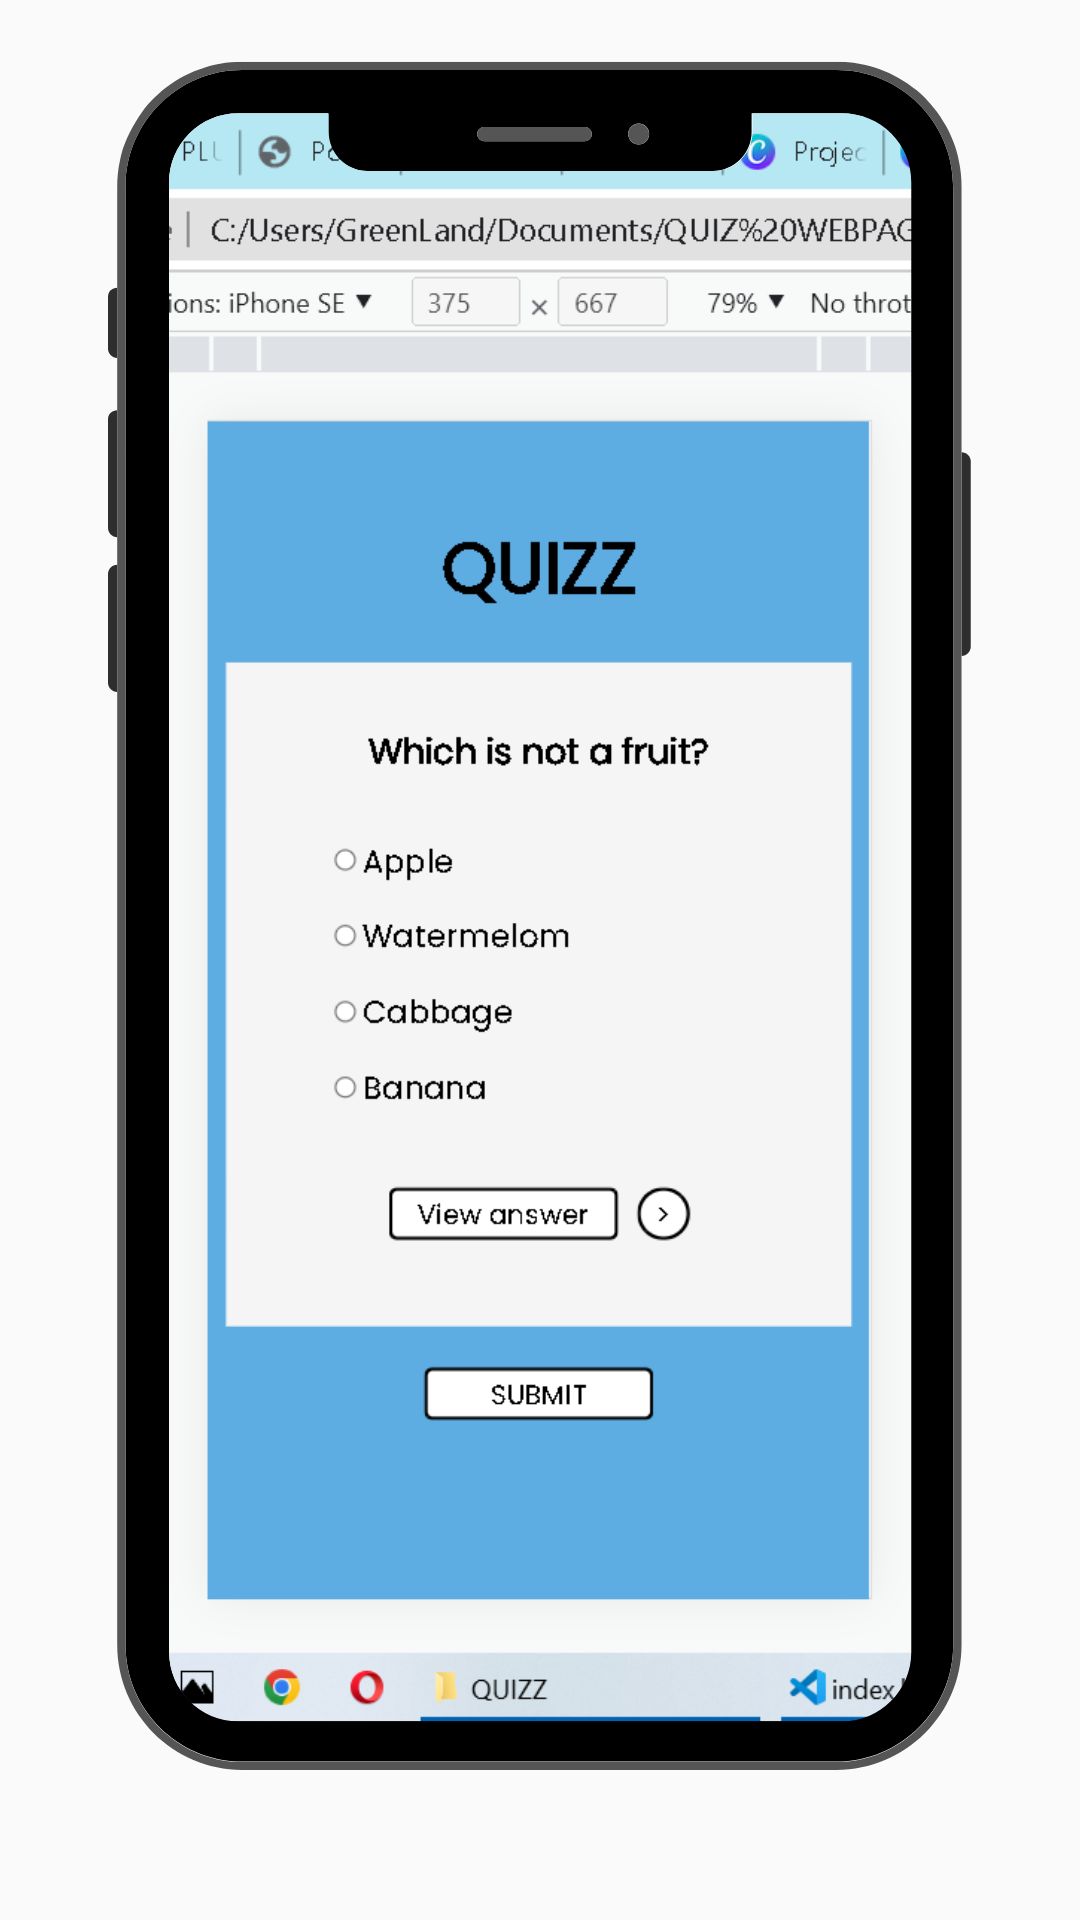 PLU Projec
C:/Users/GreenLand/Documents/QUIZ%20WEBPAG
ions: iPhone SE ▼ 375 × 667 79% ▼ No throt
QUIZZ
Which is not a fruit?
Apple
Watermelom
Cabbage
Banana
View answer >
SUBMIT
QUIZZ index